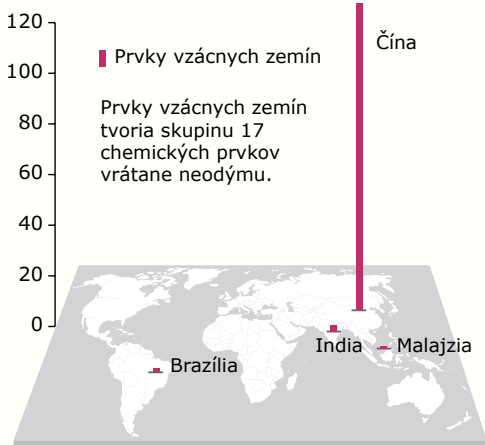 120
100
80
60
40
20
0
Prvky vzácnych zemín
Prvky vzácnych zemín
tvoria skupinu 17
chemických prvkov
vrátane neodýmu.
Čína
India
Malajzia
Brazília